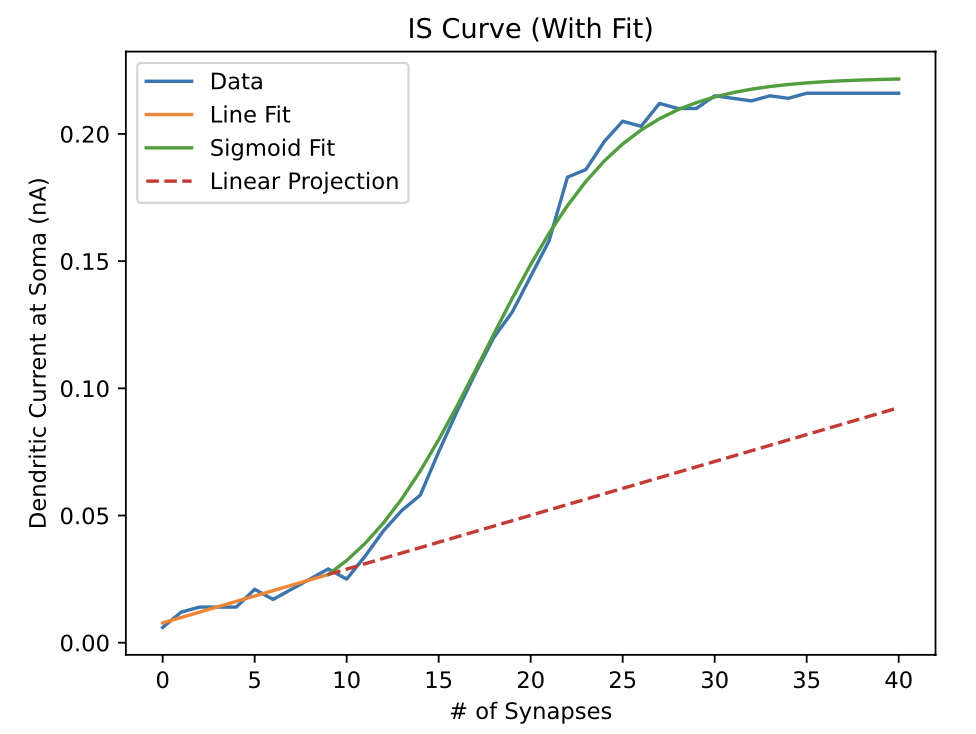 IS Curve (With Fit)
Data
Line Fit
Sigmoid Fit
Linear Projection
Dendritic Current at Soma (nA)
0.20
0.15
0.10
0.05
0.00
0 5 10 15 20 25 30 35 40
# of Synapses